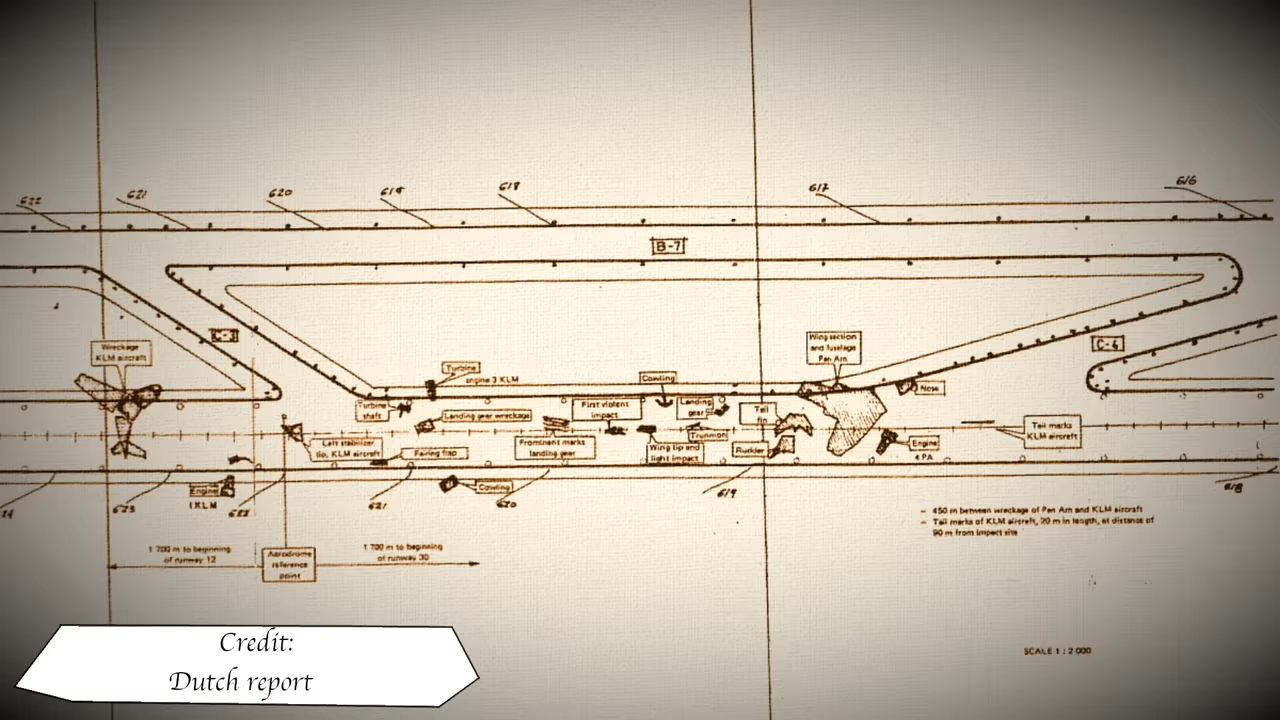 622
621
620
619
618
617
616
B-7
C-3
C-4
Wreckage
KLM aircraft
Wing section
and fuselage
Pan Am
Turbine
engine 3 KLM
Cowling
Nose
Turbine
shaft
Landing gear wreckage
First violent
impact
Landing
gear
Tail
fin
Tail marks
KLM aircraft
Left stabilizer
tip, KLM aircraft
Fairing flap
Prominent marks
landing gear
Trunnion
Wing tip and
light impact
Rudder
Engine
4 PA
Engine
1 KLM
Cowling
24
623
622
621
620
619
618
1 700 m to beginning
of runway 12
Aerodrome
reference
point
1 700 m to beginning
of runway 30
– 450 m between wreckage of Pan Am and KLM aircraft
– Tail marks of KLM aircraft, 20 m in length, at distance of
90 m from impact site
SCALE 1 : 2 000
Credit:
Dutch report